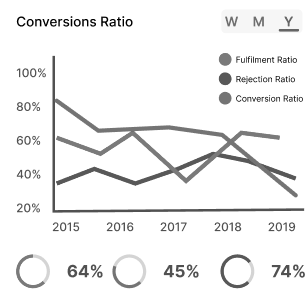 Conversions Ratio
W M Y
Fulfilment Ratio
Rejection Ratio
Conversion Ratio
100%
80%
60%
40%
20%
2015 2016 2017 2018 2019
64% 45% 74%